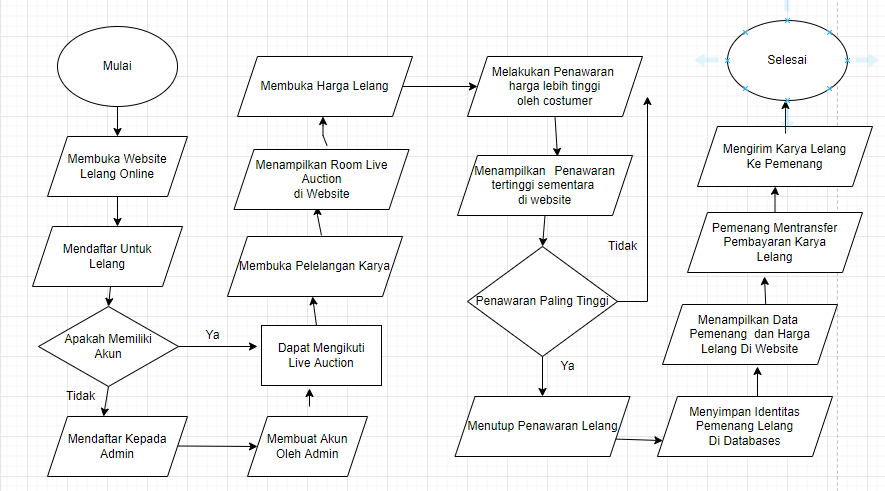 Mulai
Membuka Website
Lelang Online
Mendaftar Untuk
Lelang
Apakah Memiliki
Akun
Ya
Tidak
Mendaftar Kepada
Admin
Membuat Akun
Oleh Admin
Dapat Mengikuti
Live Auction
Membuka Pelelangan Karya
Menampilkan Room Live
Auction
di Website
Membuka Harga Lelang
Melakukan Penawaran
harga lebih tinggi
oleh costumer
Menampilkan Penawaran
tertinggi sementara
di website
Penawaran Paling Tinggi
Tidak
Ya
Menutup Penawaran Lelang
Menyimpan Identitas
Pemenang Lelang
Di Databases
Menampilkan Data
Pemenang dan Harga
Lelang Di Website
Pemenang Mentransfer
Pembayaran Karya
Lelang
Mengirim Karya Lelang
Ke Pemenang
Selesai